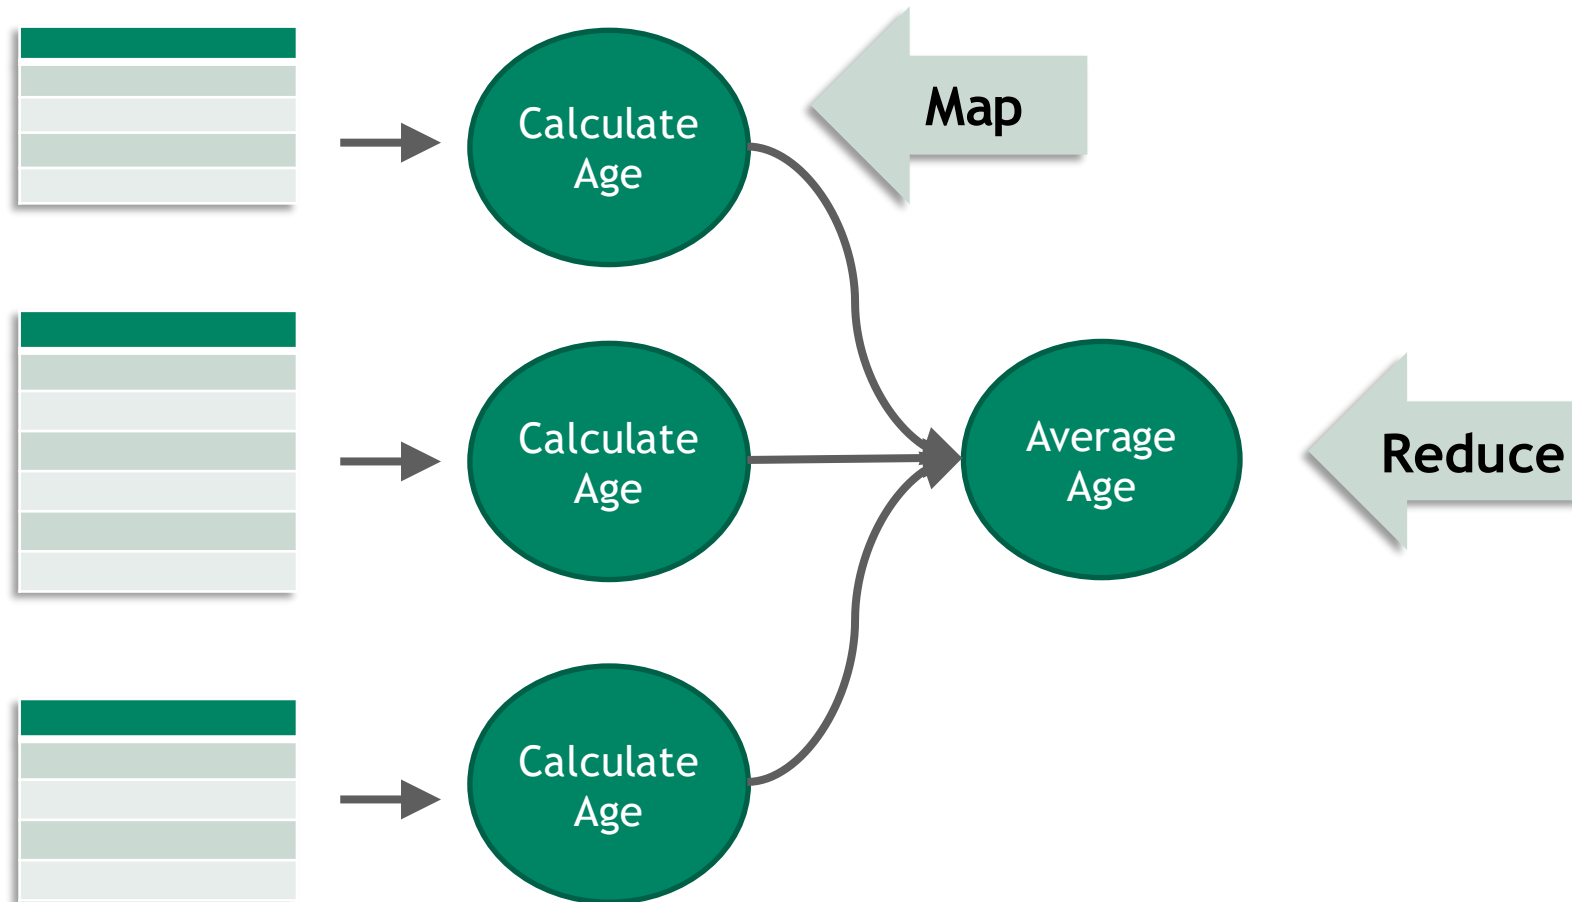 Calculate
Age
Map
Calculate
Age
Average
Age
Reduce
Calculate
Age